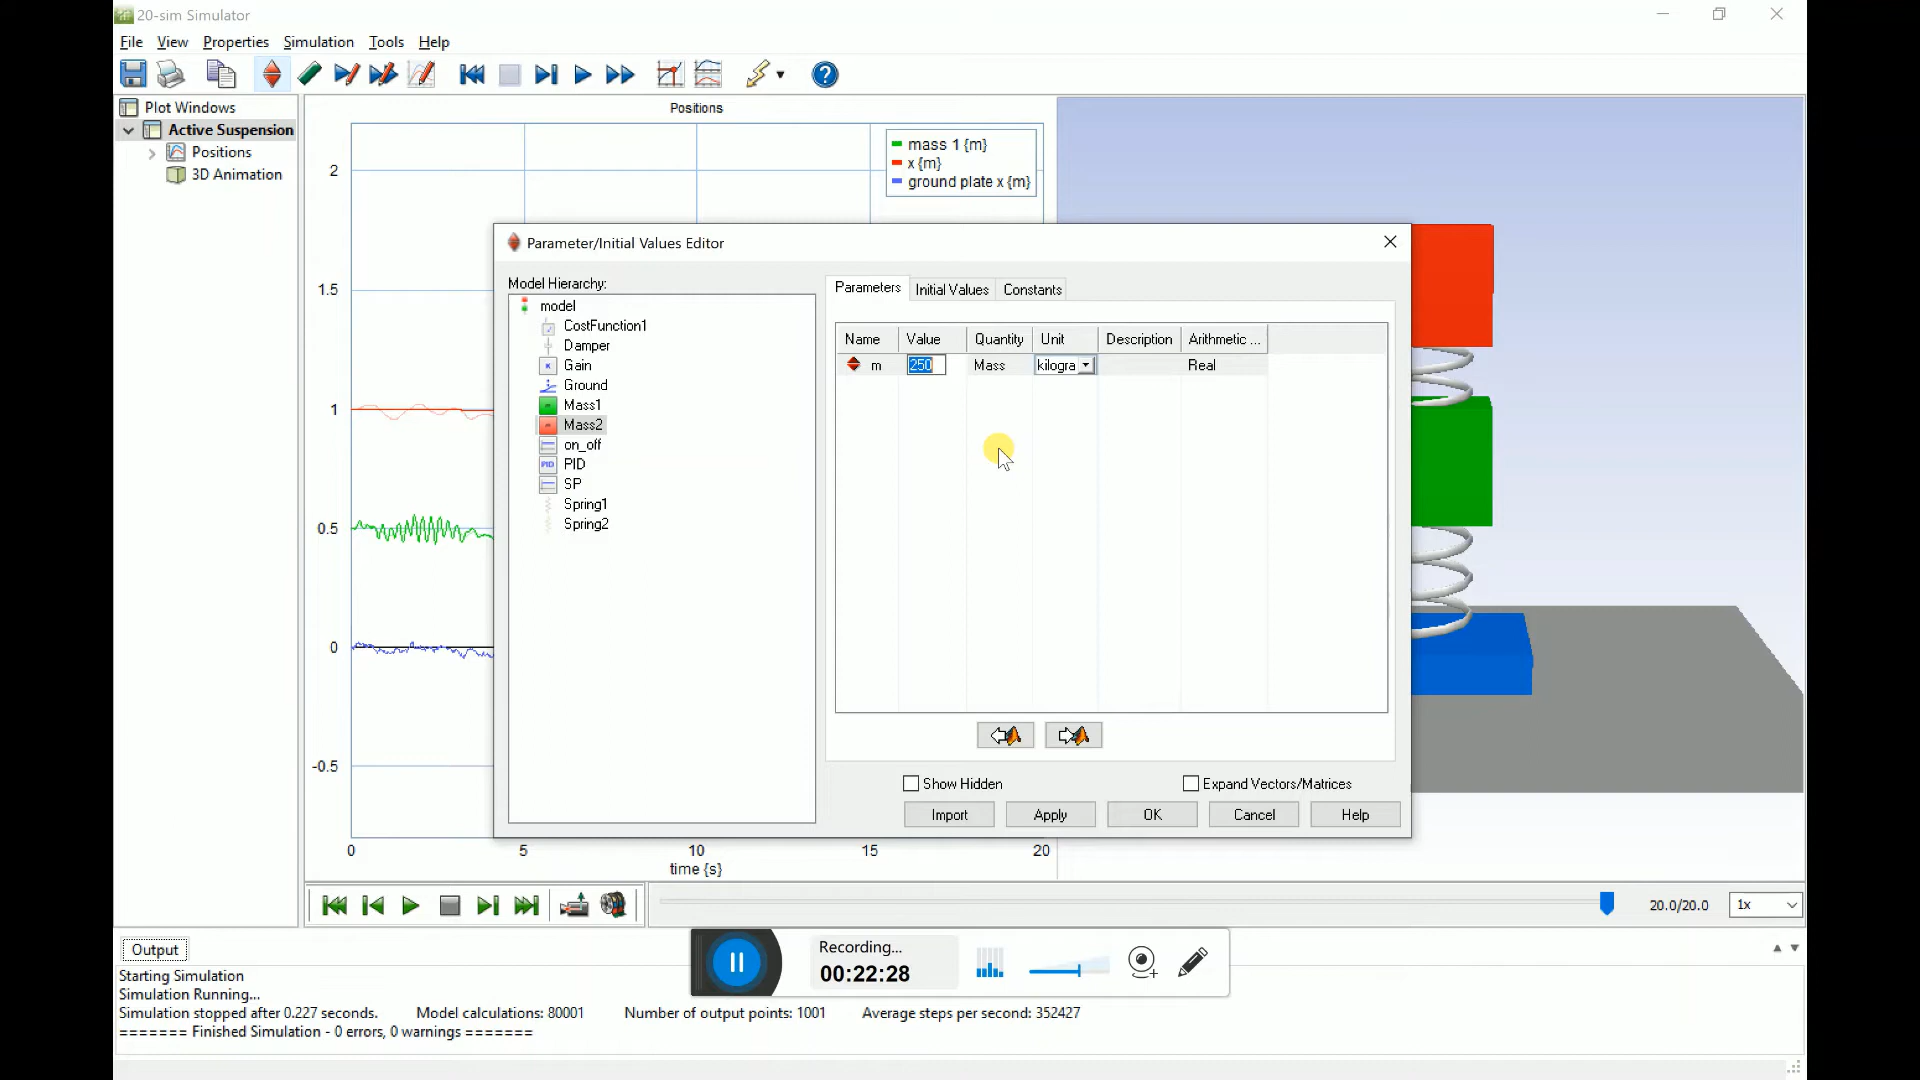 20-sim Simulator
File View Properties Simulation Tools Help
Plot Windows
Active Suspension
Positions
3D Animation
Positions
mass 1 {m}
x {m}
ground plate x {m}
2
1.5
1
0.5
0
-0.5
0 5 10 15 20
time {s}
Parameter/Initial Values Editor
Model Hierarchy:
model
CostFunction1
Damper
Gain
Ground
Mass1
Mass2
on_off
PID
SP
Spring1
Spring2
Parameters Initial Values Constants
Name Value Quantity Unit Description Arithmetic ...
m 250 Mass kilogra Real
Show Hidden Expand Vectors/Matrices
Import Apply OK Cancel Help
20.0/20.0 1x
Recording...
00:22:28
Output
Starting Simulation
Simulation Running...
Simulation stopped after 0.227 seconds. Model calculations: 80001 Number of output points: 1001 Average steps per second: 352427
======= Finished Simulation - 0 errors, 0 warnings =======